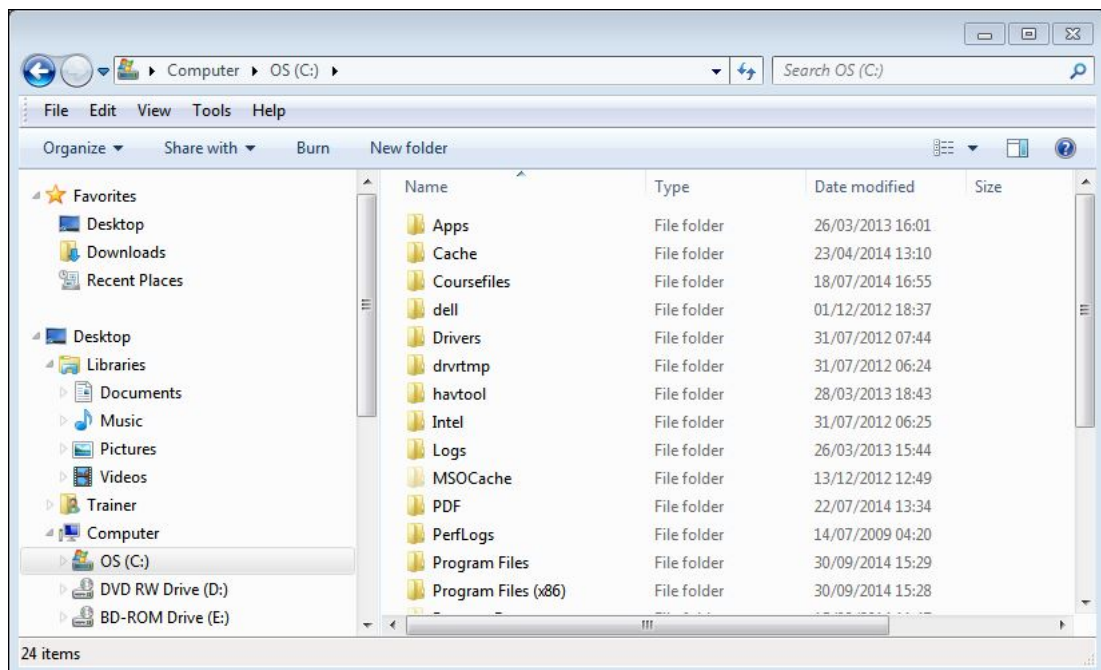 Computer OS (C:) Search OS (C:)
File Edit View Tools Help
Organize Share with Burn New folder
Favorites
Desktop
Downloads
Recent Places
Desktop
Libraries
Documents
Music
Pictures
Videos
Trainer
Computer
OS (C:)
DVD RW Drive (D:)
BD-ROM Drive (E:)
Name Type Date modified Size
Apps File folder 26/03/2013 16:01
Cache File folder 23/04/2014 13:10
Coursefiles File folder 18/07/2014 16:55
dell File folder 01/12/2012 18:37
Drivers File folder 31/07/2012 07:44
drvrtmp File folder 31/07/2012 06:24
havtool File folder 28/03/2013 18:43
Intel File folder 31/07/2012 06:25
Logs File folder 26/03/2013 15:44
MSOCache File folder 13/12/2012 12:49
PDF File folder 22/07/2014 13:34
PerfLogs File folder 14/07/2009 04:20
Program Files File folder 30/09/2014 15:29
Program Files (x86) File folder 30/09/2014 15:28
24 items